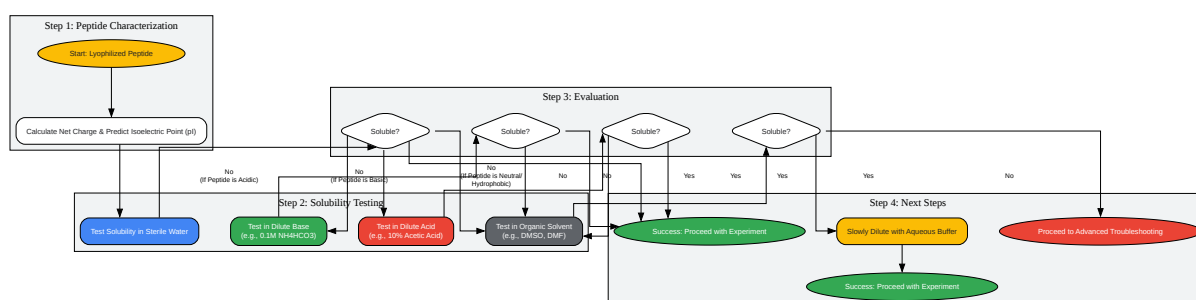 Step 1: Peptide Characterization
Start: Lyophilized Peptide
Calculate Net Charge & Predict Isoelectric Point (pI)
Step 3: Evaluation
Soluble?
Soluble?
Soluble?
Soluble?
No
(If Peptide is Acidic)
No
(If Peptide is Basic)
No
(If Peptide is Neutral/
Hydrophobic)
No
No
Yes
Yes
Yes
Yes
No
Step 2: Solubility Testing
Test Solubility in Sterile Water
Test in Dilute Base
(e.g., 0.1M NH4HCO3)
Test in Dilute Acid
(e.g., 10% Acetic Acid)
Test in Organic Solvent
(e.g., DMSO, DMF)
Step 4: Next Steps
Success: Proceed with Experiment
Slowly Dilute with Aqueous Buffer
Proceed to Advanced Troubleshooting
Success: Proceed with Experiment